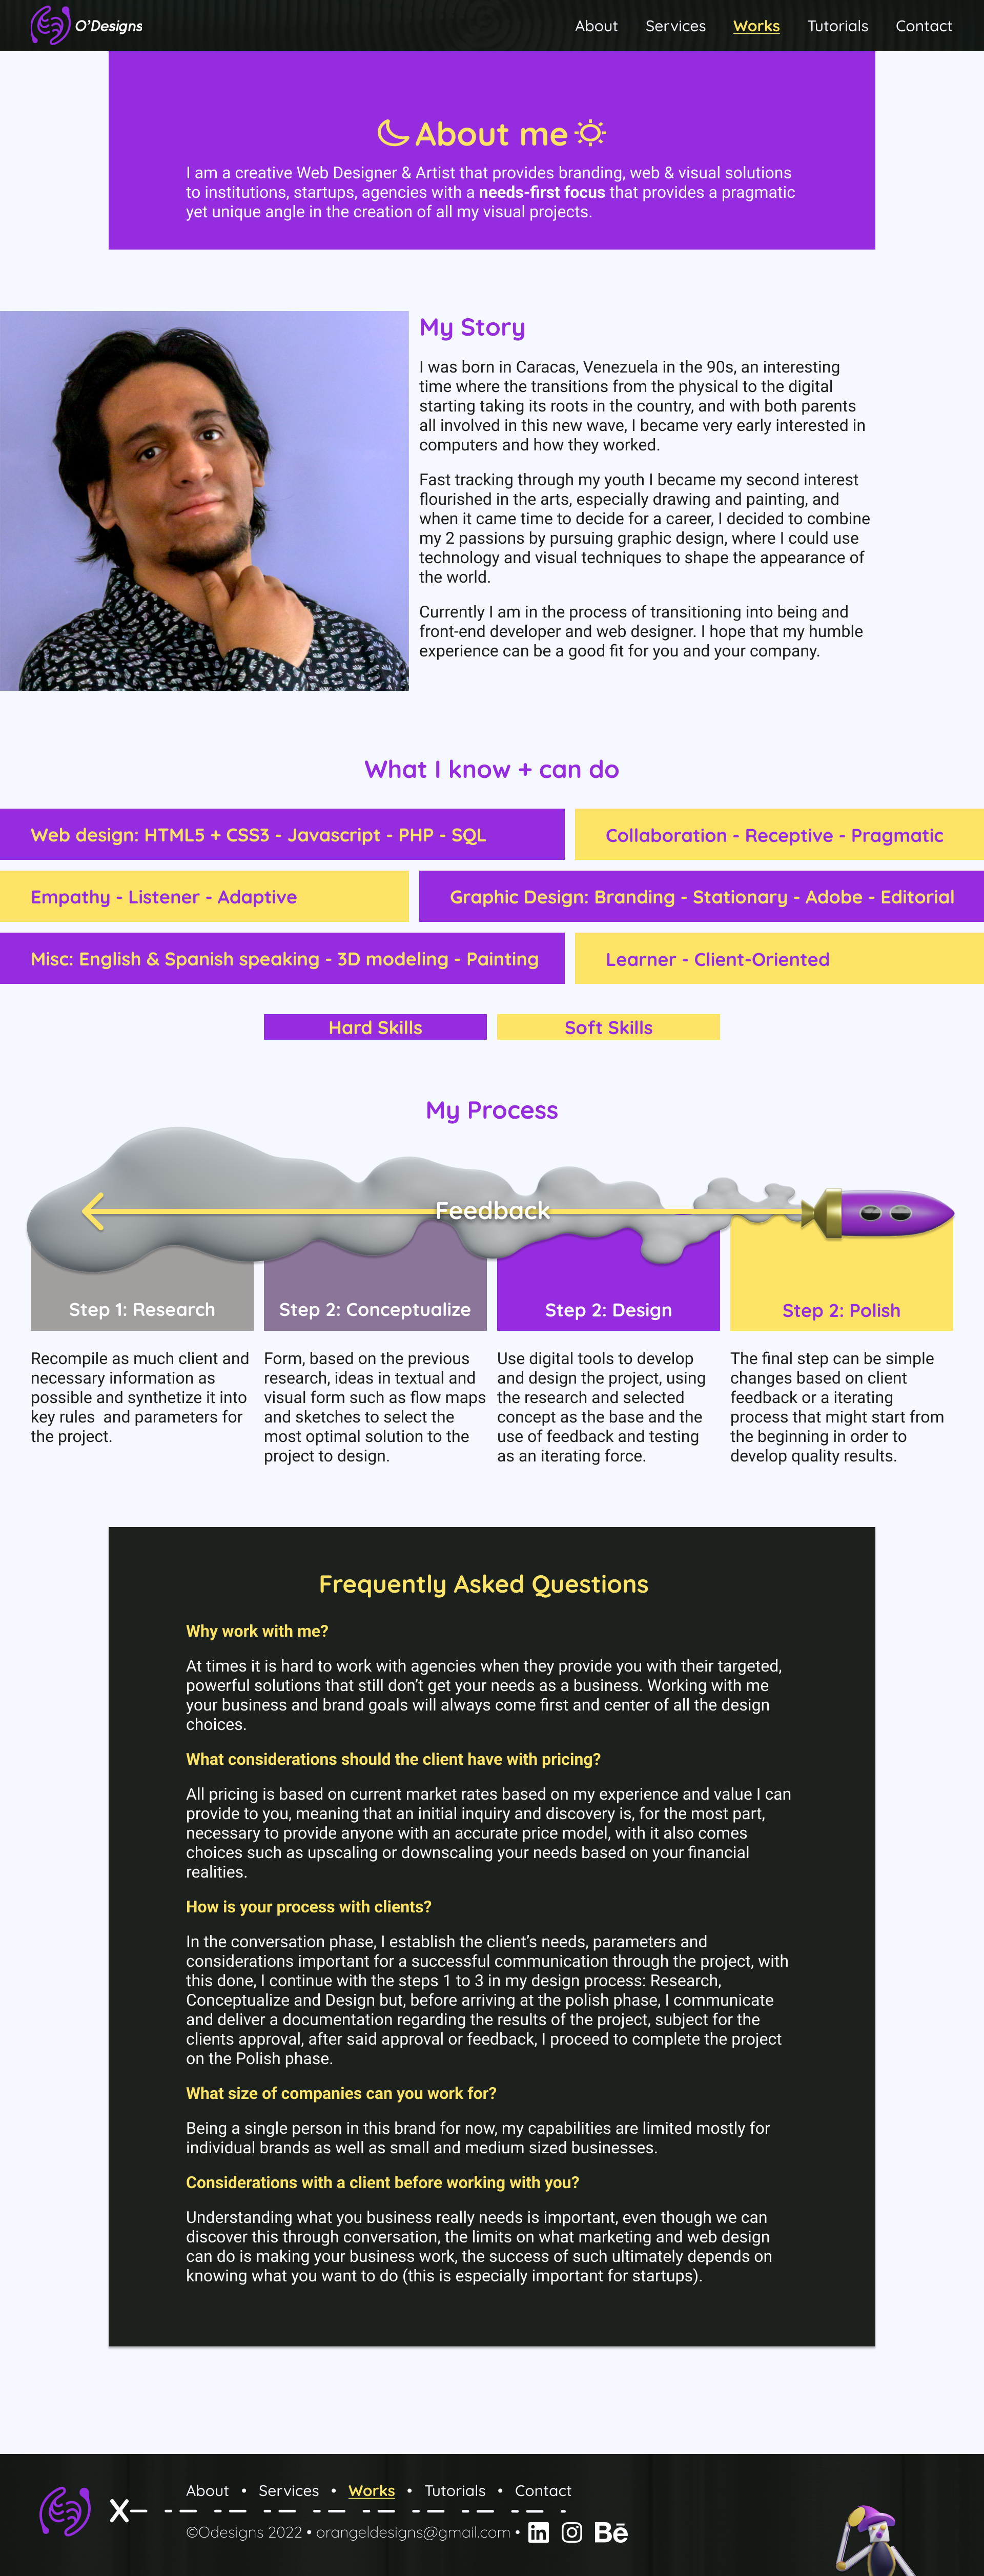 O'Designs
About Services Works Tutorials Contact
About me
I am a creative Web Designer & Artist that provides branding, web & visual solutions
to institutions, startups, agencies with a needs-first focus that provides a pragmatic
yet unique angle in the creation of all my visual projects.
My Story
I was born in Caracas, Venezuela in the 90s, an interesting
time where the transitions from the physical to the digital
starting taking its roots in the country, and with both parents
all involved in this new wave, I became very early interested in
computers and how they worked.
Fast tracking through my youth I became my second interest
flourished in the arts, especially drawing and painting, and
when it came time to decide for a career, I decided to combine
my 2 passions by pursuing graphic design, where I could use
technology and visual techniques to shape the appearance of
the world.
Currently I am in the process of transitioning into being and
front-end developer and web designer. I hope that my humble
experience can be a good fit for you and your company.
What I know + can do
Web design: HTML5 + CSS3 - Javascript - PHP - SQL
Collaboration - Receptive - Pragmatic
Empathy - Listener - Adaptive
Graphic Design: Branding - Stationary - Adobe - Editorial
Misc: English & Spanish speaking - 3D modeling - Painting
Learner - Client-Oriented
Hard Skills
Soft Skills
My Process
Feedback
Step 1: Research
Recompile as much client and
necessary information as
possible and synthetize it into
key rules  and parameters for
the project.
Step 2: Conceptualize
Form, based on the previous
research, ideas in textual and
visual form such as flow maps
and sketches to select the
most optimal solution to the
project to design.
Step 2: Design
Use digital tools to develop
and design the project, using
the research and selected
concept as the base and the
use of feedback and testing
as an iterating force.
Step 2: Polish
The final step can be simple
changes based on client
feedback or a iterating
process that might start from
the beginning in order to
develop quality results.
Frequently Asked Questions
Why work with me?
At times it is hard to work with agencies when they provide you with their targeted,
powerful solutions that still don't get your needs as a business. Working with me
your business and brand goals will always come first and center of all the design
choices.
What considerations should the client have with pricing?
All pricing is based on current market rates based on my experience and value I can
provide to you, meaning that an initial inquiry and discovery is, for the most part,
necessary to provide anyone with an accurate price model, with it also comes
choices such as upscaling or downscaling your needs based on your financial
realities.
How is your process with clients?
In the conversation phase, I establish the client's needs, parameters and
considerations important for a successful communication through the project, with
this done, I continue with the steps 1 to 3 in my design process: Research,
Conceptualize and Design but, before arriving at the polish phase, I communicate
and deliver a documentation regarding the results of the project, subject for the
clients approval, after said approval or feedback, I proceed to complete the project
on the Polish phase.
What size of companies can you work for?
Being a single person in this brand for now, my capabilities are limited mostly for
individual brands as well as small and medium sized businesses.
Considerations with a client before working with you?
Understanding what you business really needs is important, even though we can
discover this through conversation, the limits on what marketing and web design
can do is making your business work, the success of such ultimately depends on
knowing what you want to do (this is especially important for startups).
About • Services • Works • Tutorials • Contact
©Odesigns 2022 • orangeldesigns@gmail.com • in Bē